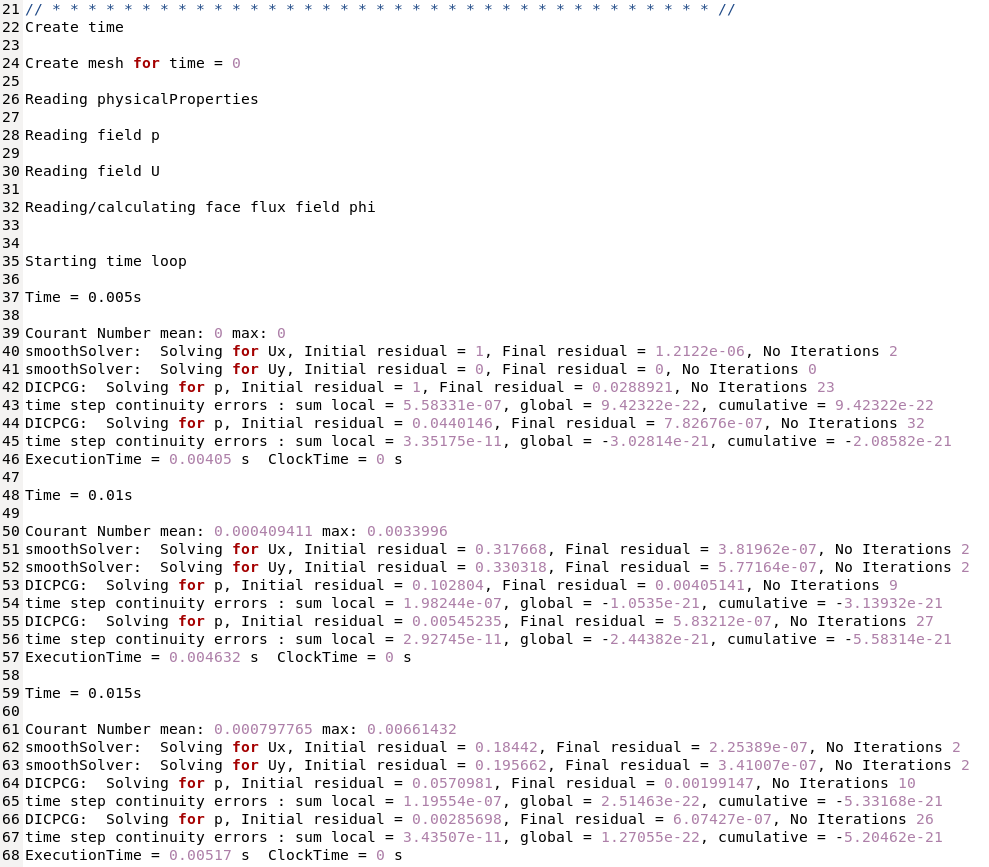 21 // * * * * * * * * * * * * * * * * * * * * * * * * * * * * * * * * * * * * * //
22 Create time
23
24 Create mesh for time = 0
25
26 Reading physicalProperties
27
28 Reading field p
29
30 Reading field U
31
32 Reading/calculating face flux field phi
33
34
35 Starting time loop
36
37 Time = 0.005s
38
39 Courant Number mean: 0 max: 0
40 smoothSolver:  Solving for Ux, Initial residual = 1, Final residual = 1.2122e-06, No Iterations 2
41 smoothSolver:  Solving for Uy, Initial residual = 0, Final residual = 0, No Iterations 0
42 DICPCG:  Solving for p, Initial residual = 1, Final residual = 0.0288921, No Iterations 23
43 time step continuity errors : sum local = 5.58331e-07, global = 9.42322e-22, cumulative = 9.42322e-22
44 DICPCG:  Solving for p, Initial residual = 0.0440146, Final residual = 7.82676e-07, No Iterations 32
45 time step continuity errors : sum local = 3.35175e-11, global = -3.02814e-21, cumulative = -2.08582e-21
46 ExecutionTime = 0.00405 s  ClockTime = 0 s
47
48 Time = 0.01s
49
50 Courant Number mean: 0.000409411 max: 0.0033996
51 smoothSolver:  Solving for Ux, Initial residual = 0.317668, Final residual = 3.81962e-07, No Iterations 2
52 smoothSolver:  Solving for Uy, Initial residual = 0.330318, Final residual = 5.77164e-07, No Iterations 2
53 DICPCG:  Solving for p, Initial residual = 0.102804, Final residual = 0.00405141, No Iterations 9
54 time step continuity errors : sum local = 1.98244e-07, global = -1.0535e-21, cumulative = -3.13932e-21
55 DICPCG:  Solving for p, Initial residual = 0.00545235, Final residual = 5.83212e-07, No Iterations 27
56 time step continuity errors : sum local = 2.92745e-11, global = -2.44382e-21, cumulative = -5.58314e-21
57 ExecutionTime = 0.004632 s  ClockTime = 0 s
58
59 Time = 0.015s
60
61 Courant Number mean: 0.000797765 max: 0.00661432
62 smoothSolver:  Solving for Ux, Initial residual = 0.18442, Final residual = 2.25389e-07, No Iterations 2
63 smoothSolver:  Solving for Uy, Initial residual = 0.195662, Final residual = 3.41007e-07, No Iterations 2
64 DICPCG:  Solving for p, Initial residual = 0.0570981, Final residual = 0.00199147, No Iterations 10
65 time step continuity errors : sum local = 1.19554e-07, global = 2.51463e-22, cumulative = -5.33168e-21
66 DICPCG:  Solving for p, Initial residual = 0.00285698, Final residual = 6.07427e-07, No Iterations 26
67 time step continuity errors : sum local = 3.43507e-11, global = 1.27055e-22, cumulative = -5.20462e-21
68 ExecutionTime = 0.00517 s  ClockTime = 0 s